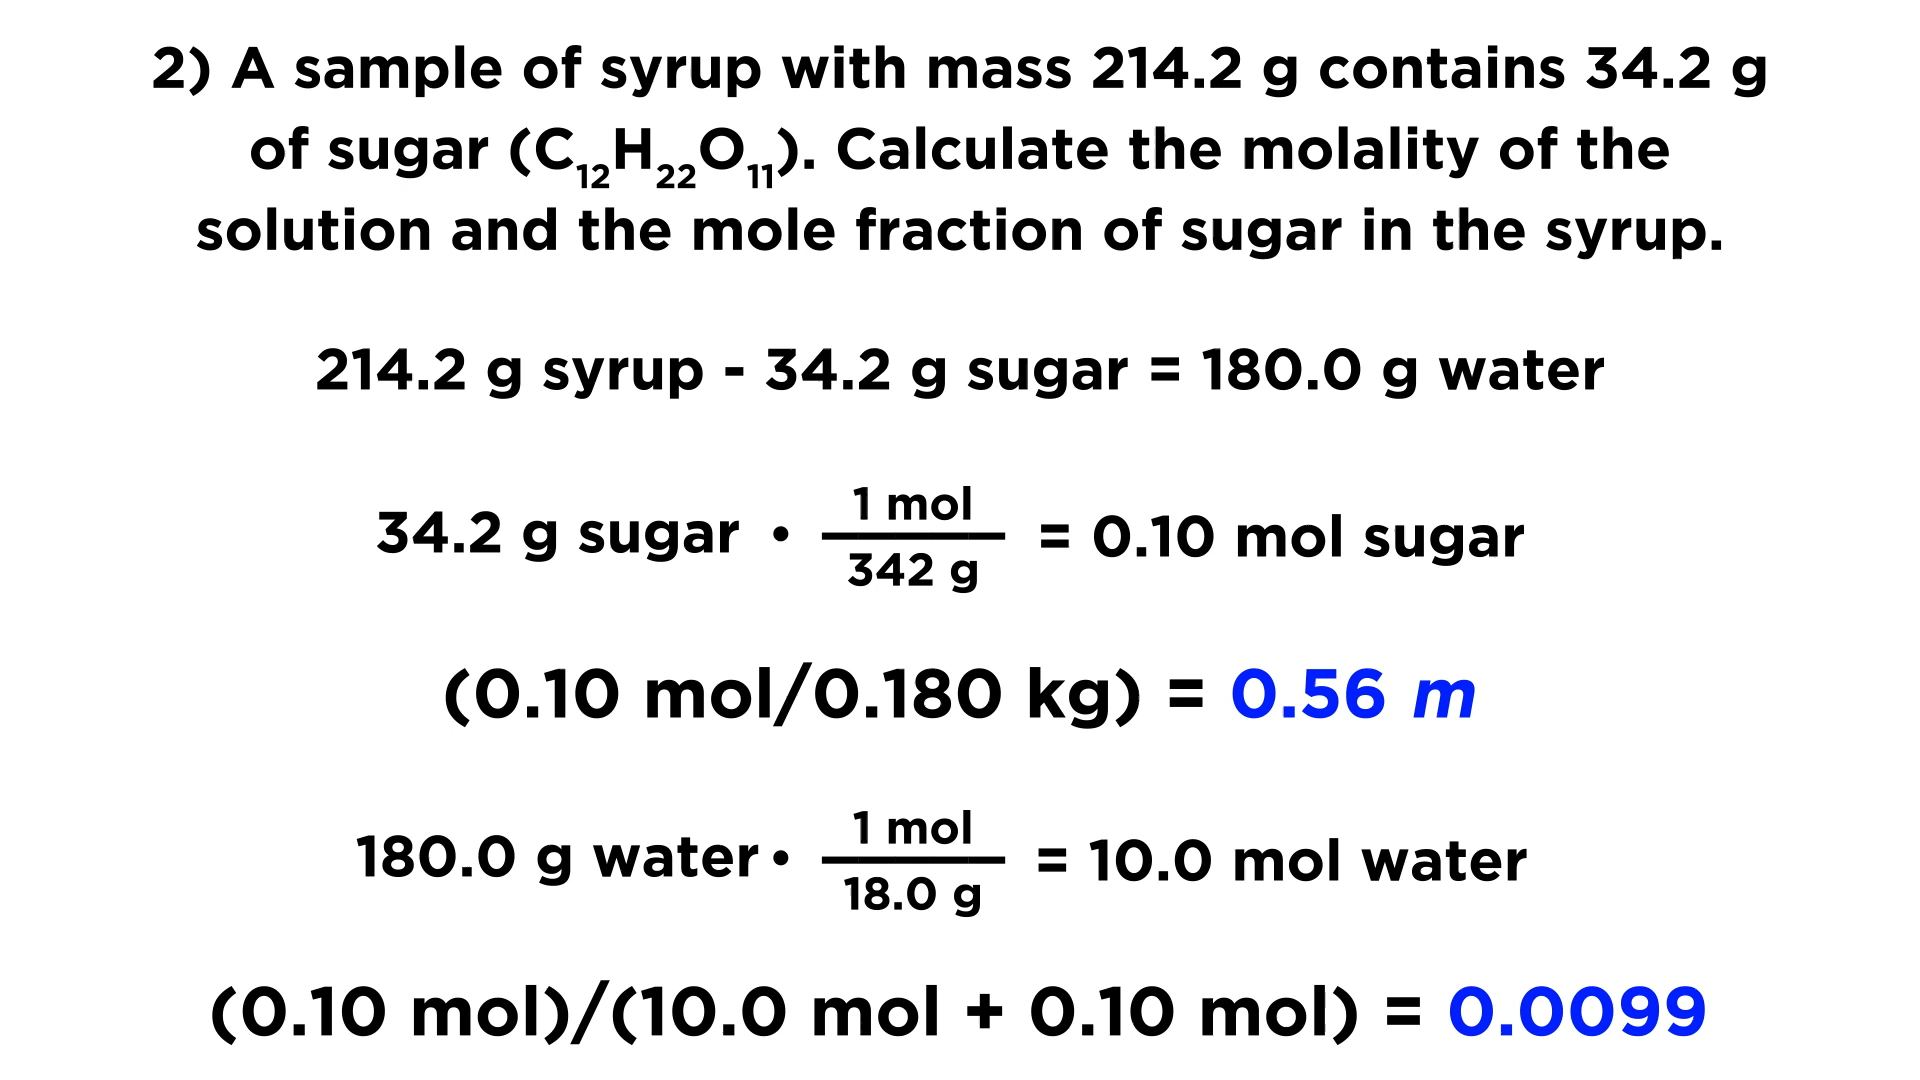 2) A sample of syrup with mass 214.2 g contains 34.2 g
of sugar (C₁₂H₂₂O₁₁). Calculate the molality of the
solution and the mole fraction of sugar in the syrup.
214.2 g syrup - 34.2 g sugar = 180.0 g water
34.2 g sugar · 1 mol / 342 g = 0.10 mol sugar
(0.10 mol/0.180 kg) = 0.56 m
180.0 g water · 1 mol / 18.0 g = 10.0 mol water
(0.10 mol)/(10.0 mol + 0.10 mol) = 0.0099